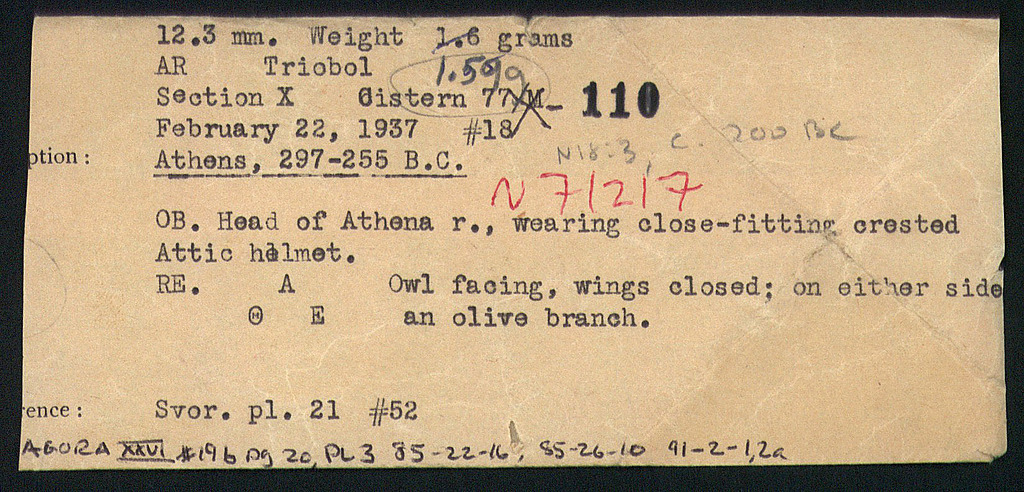 12.3 mm. Weight 1.6 grams
AR Triobol 1.59g
Section X Cistern 77/M - 110
February 22, 1937 #18
N18:3, c. 200 BC
ption: Athens, 297-255 B.C.
N 71217
OB. Head of Athena r., wearing close-fitting crested
Attic helmet.
RE. A Owl facing, wings closed; on either side
Θ E an olive branch.
rence: Svor. pl. 21 #52
AGORA XXVI #196 pg 20, PL 3 85-22-16, 85-26-10 91-2-1,2a